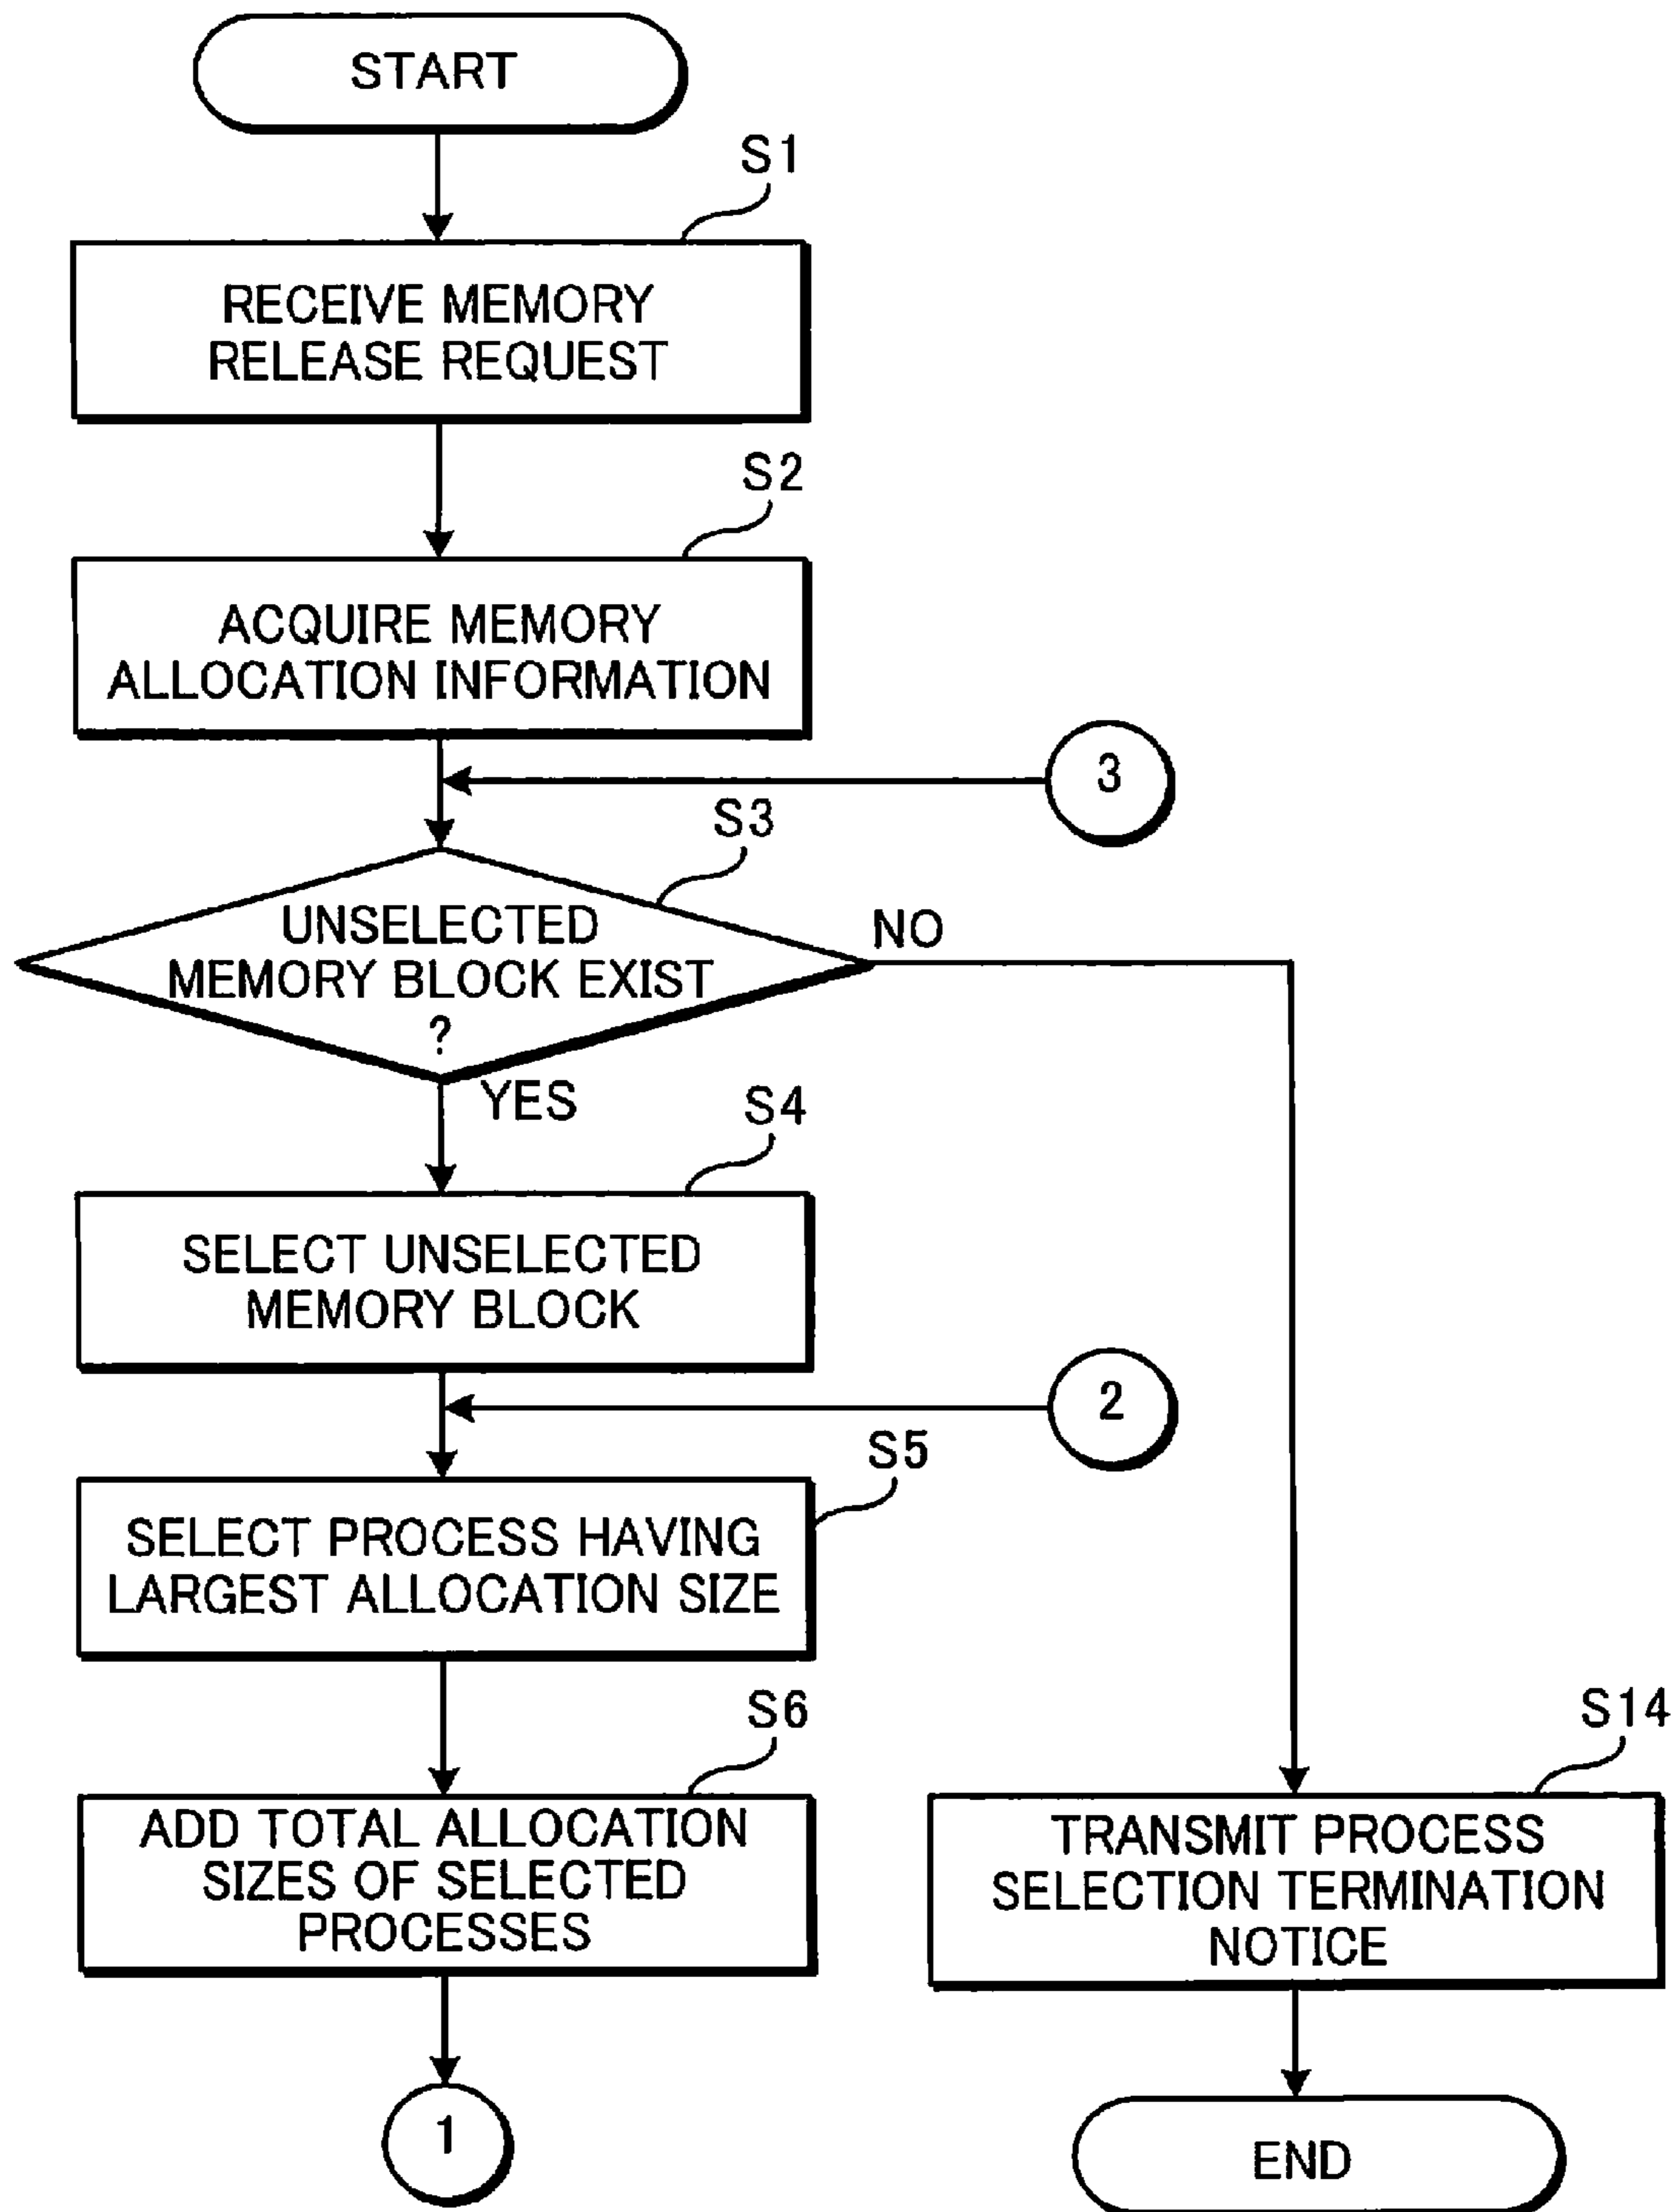 START
S1
RECEIVE MEMORY
RELEASE REQUEST
S2
ACQUIRE MEMORY
ALLOCATION INFORMATION
3
S3
UNSELECTED
MEMORY BLOCK EXIST
?
NO
YES
S4
SELECT UNSELECTED
MEMORY BLOCK
2
S5
SELECT PROCESS HAVING
LARGEST ALLOCATION SIZE
S6
ADD TOTAL ALLOCATION
SIZES OF SELECTED
PROCESSES
1
S14
TRANSMIT PROCESS
SELECTION TERMINATION
NOTICE
END